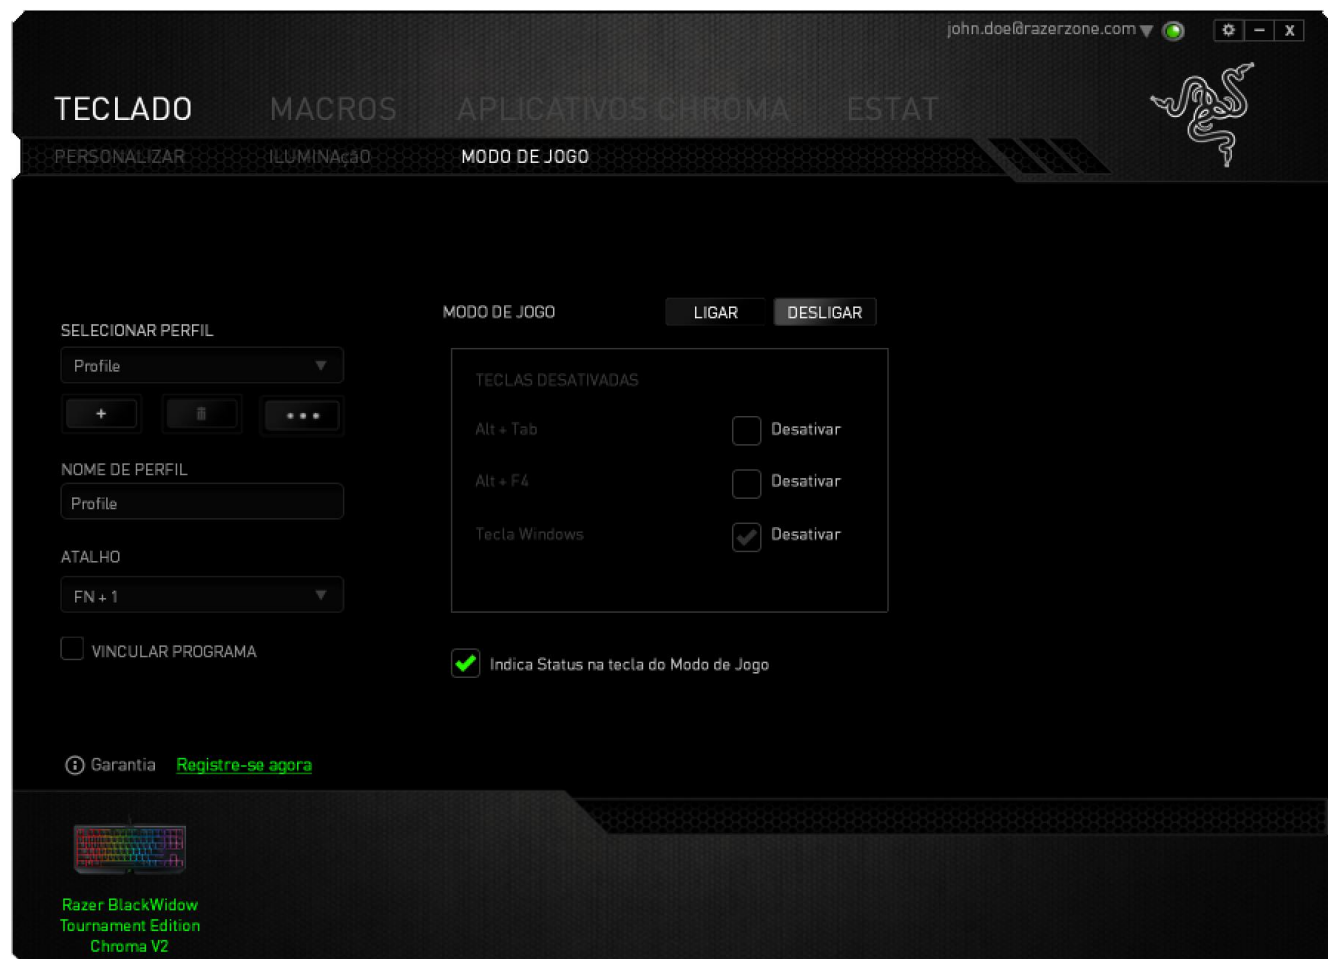 john.doe@razerzone.com
TECLADO MACROS APLICATIVOS CHROMA ESTAT
PERSONALIZAR ILUMINAçãO MODO DE JOGO
MODO DE JOGO LIGAR DESLIGAR
SELECIONAR PERFIL
Profile
NOME DE PERFIL
Profile
ATALHO
FN + 1
VINCULAR PROGRAMA
TECLAS DESATIVADAS
Alt + Tab Desativar
Alt + F4 Desativar
Tecla Windows Desativar
Indica Status na tecla do Modo de Jogo
Garantia Registre-se agora
Razer BlackWidow
Tournament Edition
Chroma V2